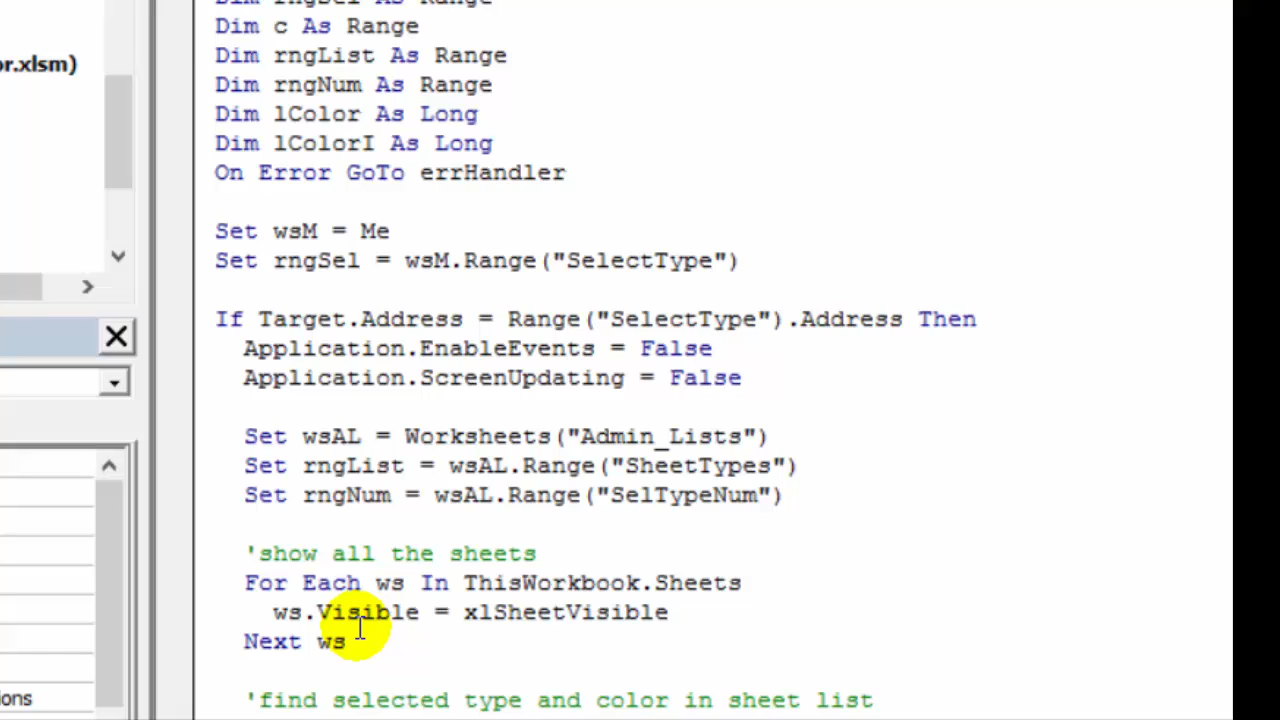 Dim rngSel As Range
Dim c As Range
Dim rngList As Range
or.xlsm)
Dim rngNum As Range
Dim lColor As Long
Dim lColorI As Long
On Error GoTo errHandler
Set wsM = Me
Set rngSel = wsM.Range("SelectType")
If Target.Address = Range("SelectType").Address Then
Application.EnableEvents = False
Application.ScreenUpdating = False
Set wsAL = Worksheets("Admin_Lists")
Set rngList = wsAL.Range("SheetTypes")
Set rngNum = wsAL.Range("SelTypeNum")
'show all the sheets
For Each ws In ThisWorkbook.Sheets
ws.Visible = xlSheetVisible
Next ws
ions
'find selected type and color in sheet list